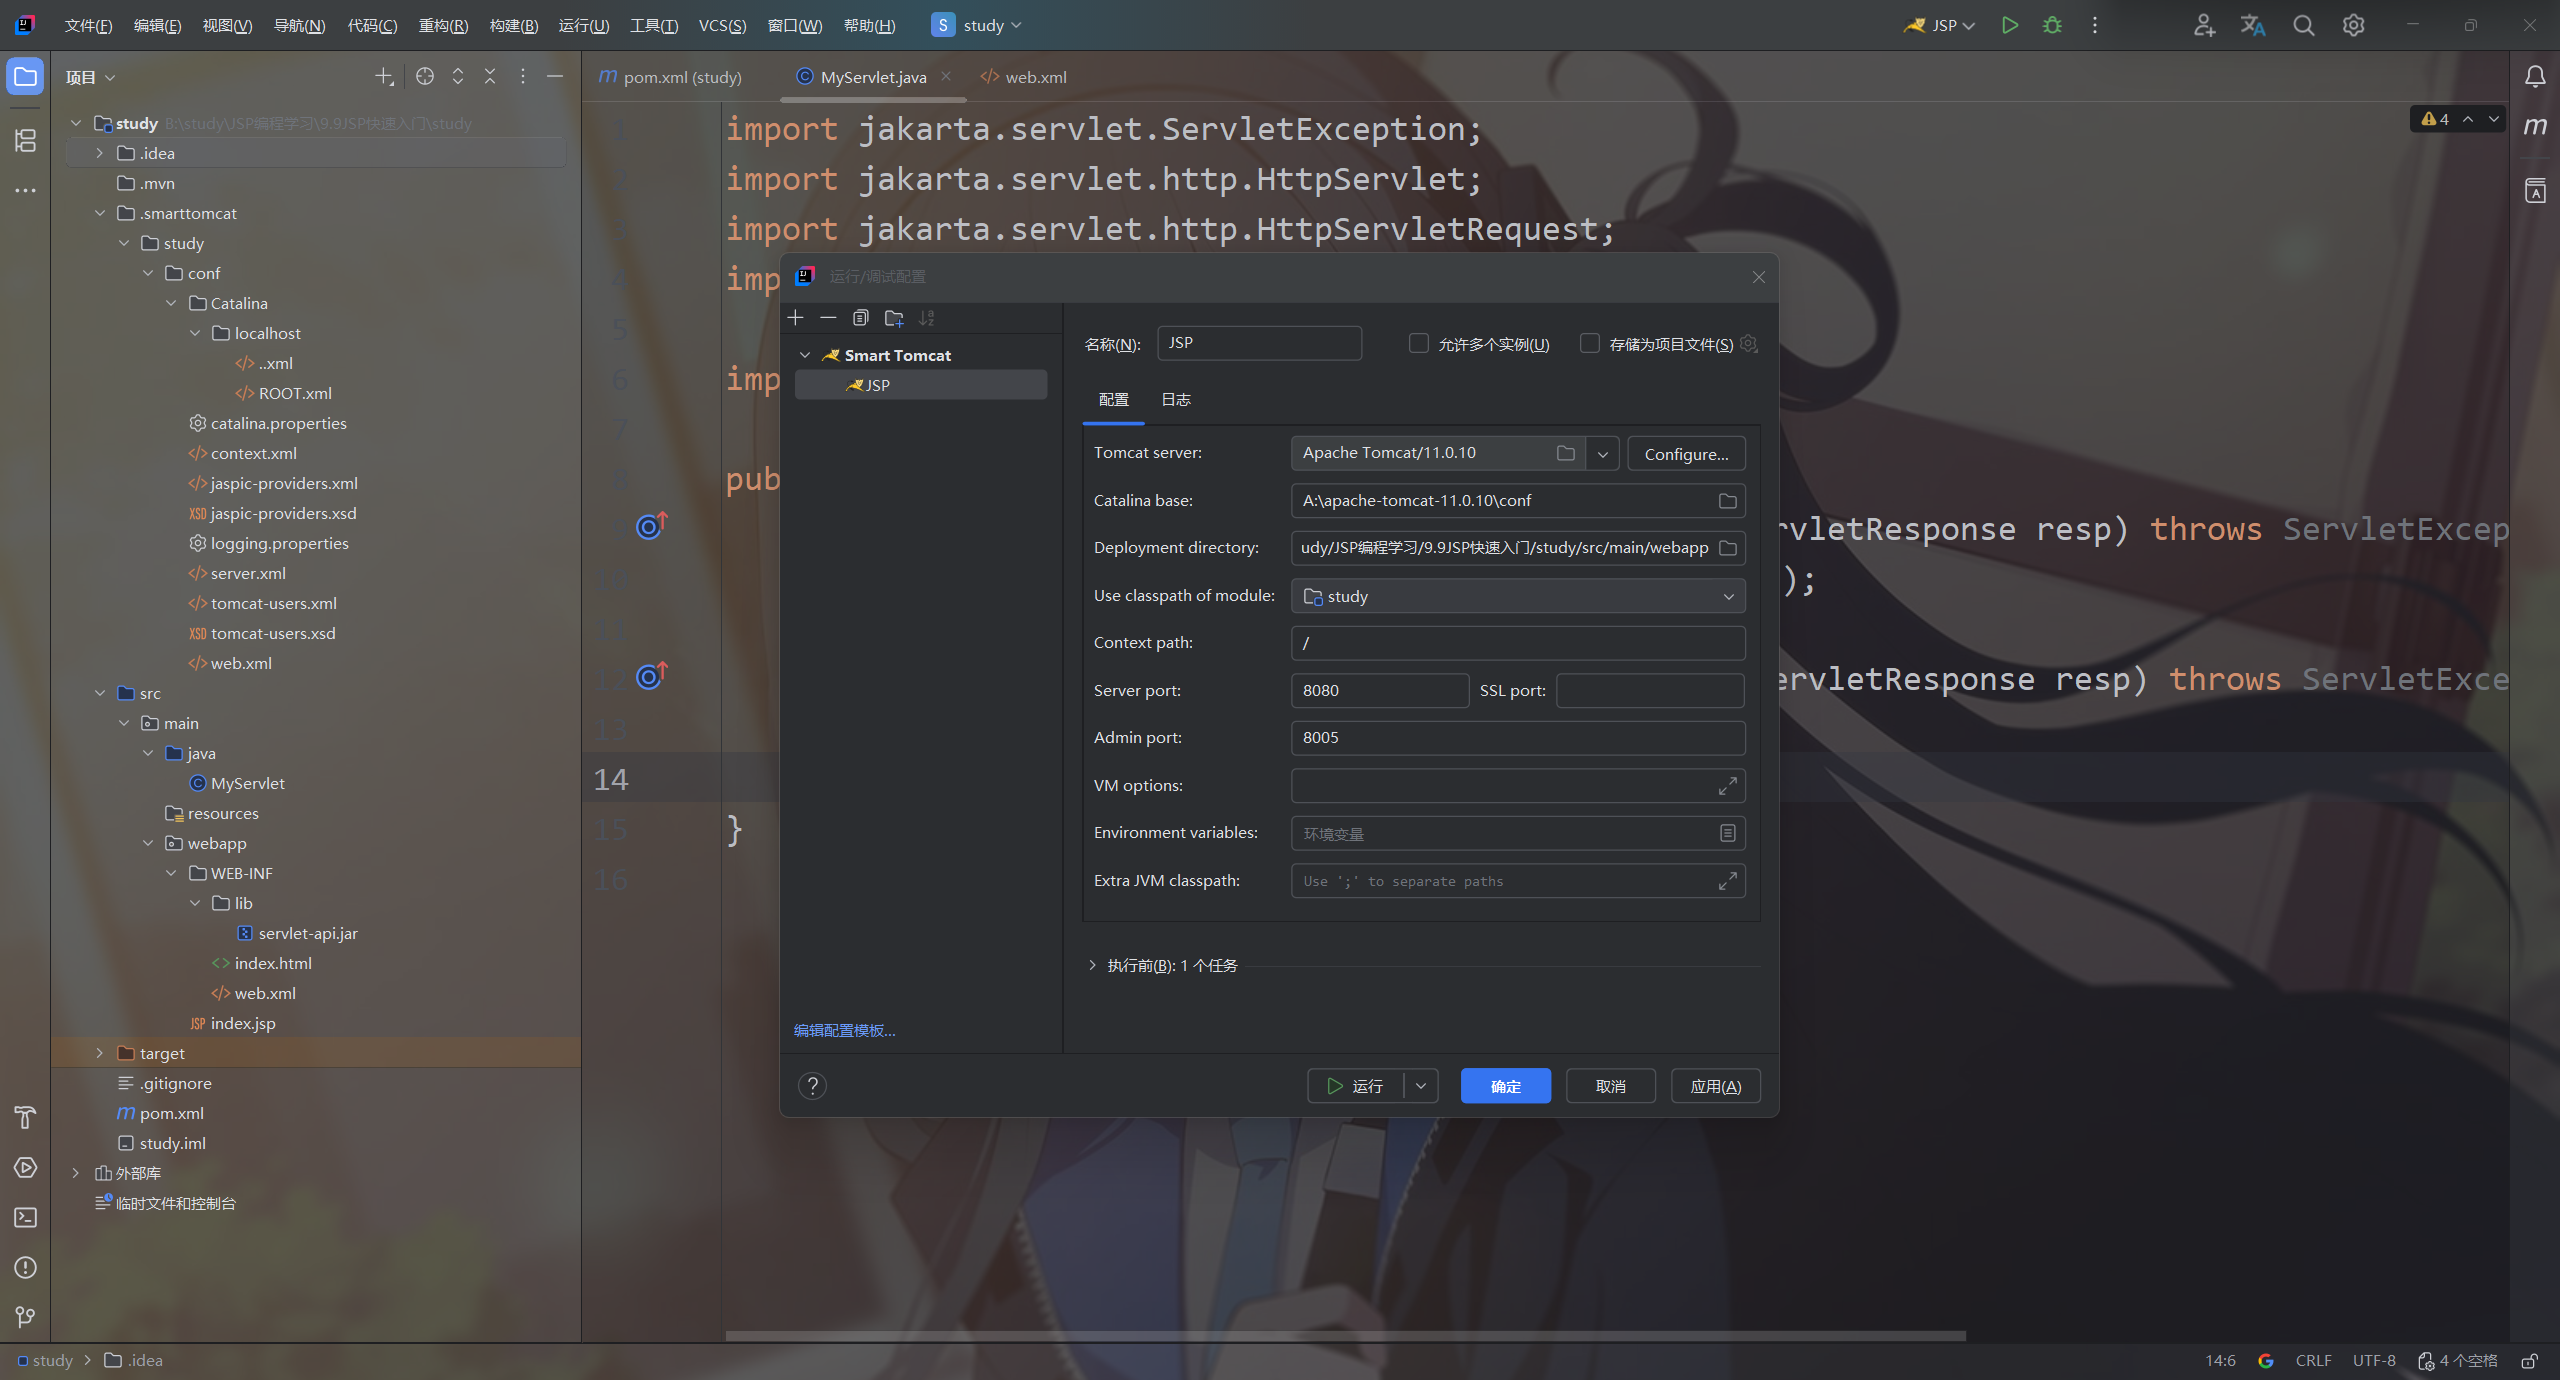 文件(F) 编辑(E) 视图(V) 导航(N) 代码(C) 重构(R) 构建(B) 运行(U) 工具(T) VCS(S) 窗口(W) 帮助(H) S study JSP
项目
pom.xml (study) MyServlet.java web.xml
study B:\study\JSP编程学习\9.9JSP快速入门\study
.idea
.mvn
.smarttomcat
study
conf
Catalina
localhost
..xml
ROOT.xml
catalina.properties
context.xml
jaspic-providers.xml
XSD jaspic-providers.xsd
logging.properties
server.xml
tomcat-users.xml
XSD tomcat-users.xsd
web.xml
src
main
java
MyServlet
resources
webapp
WEB-INF
lib
servlet-api.jar
index.html
web.xml
JSP index.jsp
target
.gitignore
pom.xml
study.iml
外部库
临时文件和控制台
import jakarta.servlet.ServletException;
import jakarta.servlet.http.HttpServlet;
import jakarta.servlet.http.HttpServletRequest;
4 imp
5
6 imp
7
8 pub
rvletResponse resp) throws ServletExcep
10 );
11
12 ervletResponse resp) throws ServletExce
13
14
15 }
16
4
运行/调试配置
Smart Tomcat
JSP
编辑配置模板...
名称(N): JSP 允许多个实例(U) 存储为项目文件(S)
配置 日志
Tomcat server: Apache Tomcat/11.0.10 Configure...
Catalina base: A:\apache-tomcat-11.0.10\conf
Deployment directory: udy/JSP编程学习/9.9JSP快速入门/study/src/main/webapp
Use classpath of module: study
Context path: /
Server port: 8080 SSL port:
Admin port: 8005
VM options:
Environment variables: 环境变量
Extra JVM classpath: Use ';' to separate paths
执行前(B): 1 个任务
? 运行 确定 取消 应用(A)
study .idea 14:6 CRLF UTF-8 4 个空格